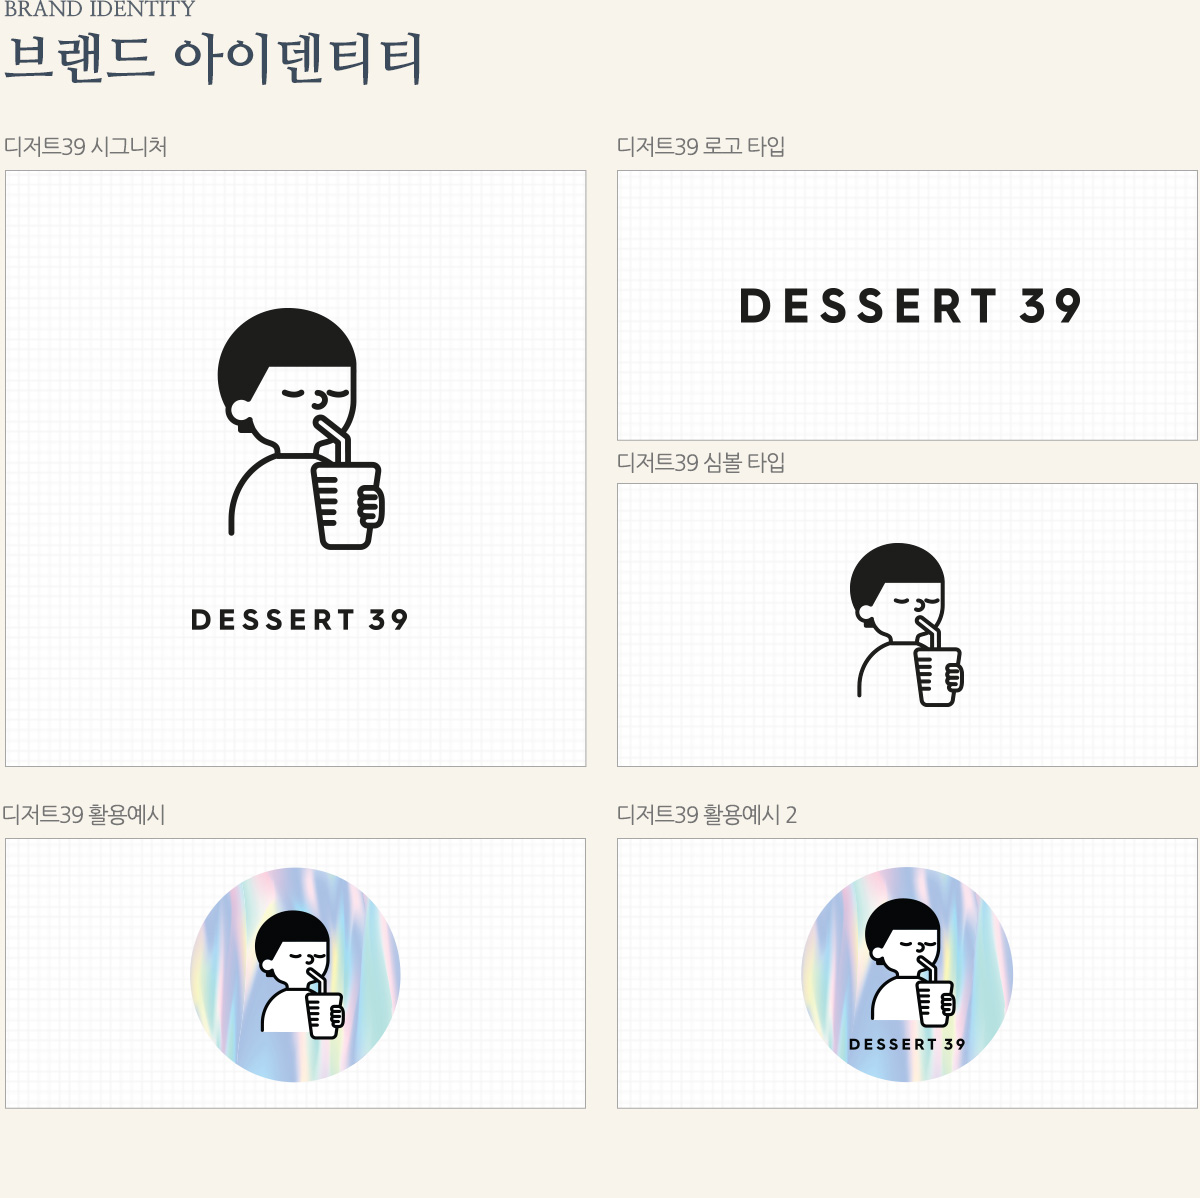 BRAND IDENTITY
브랜드 아이덴티티
디저트39 시그니처
DESSERT 39
디저트39 로고 타입
DESSERT 39
디저트39 심볼 타입
디저트39 활용예시
디저트39 활용예시 2
DESSERT 39